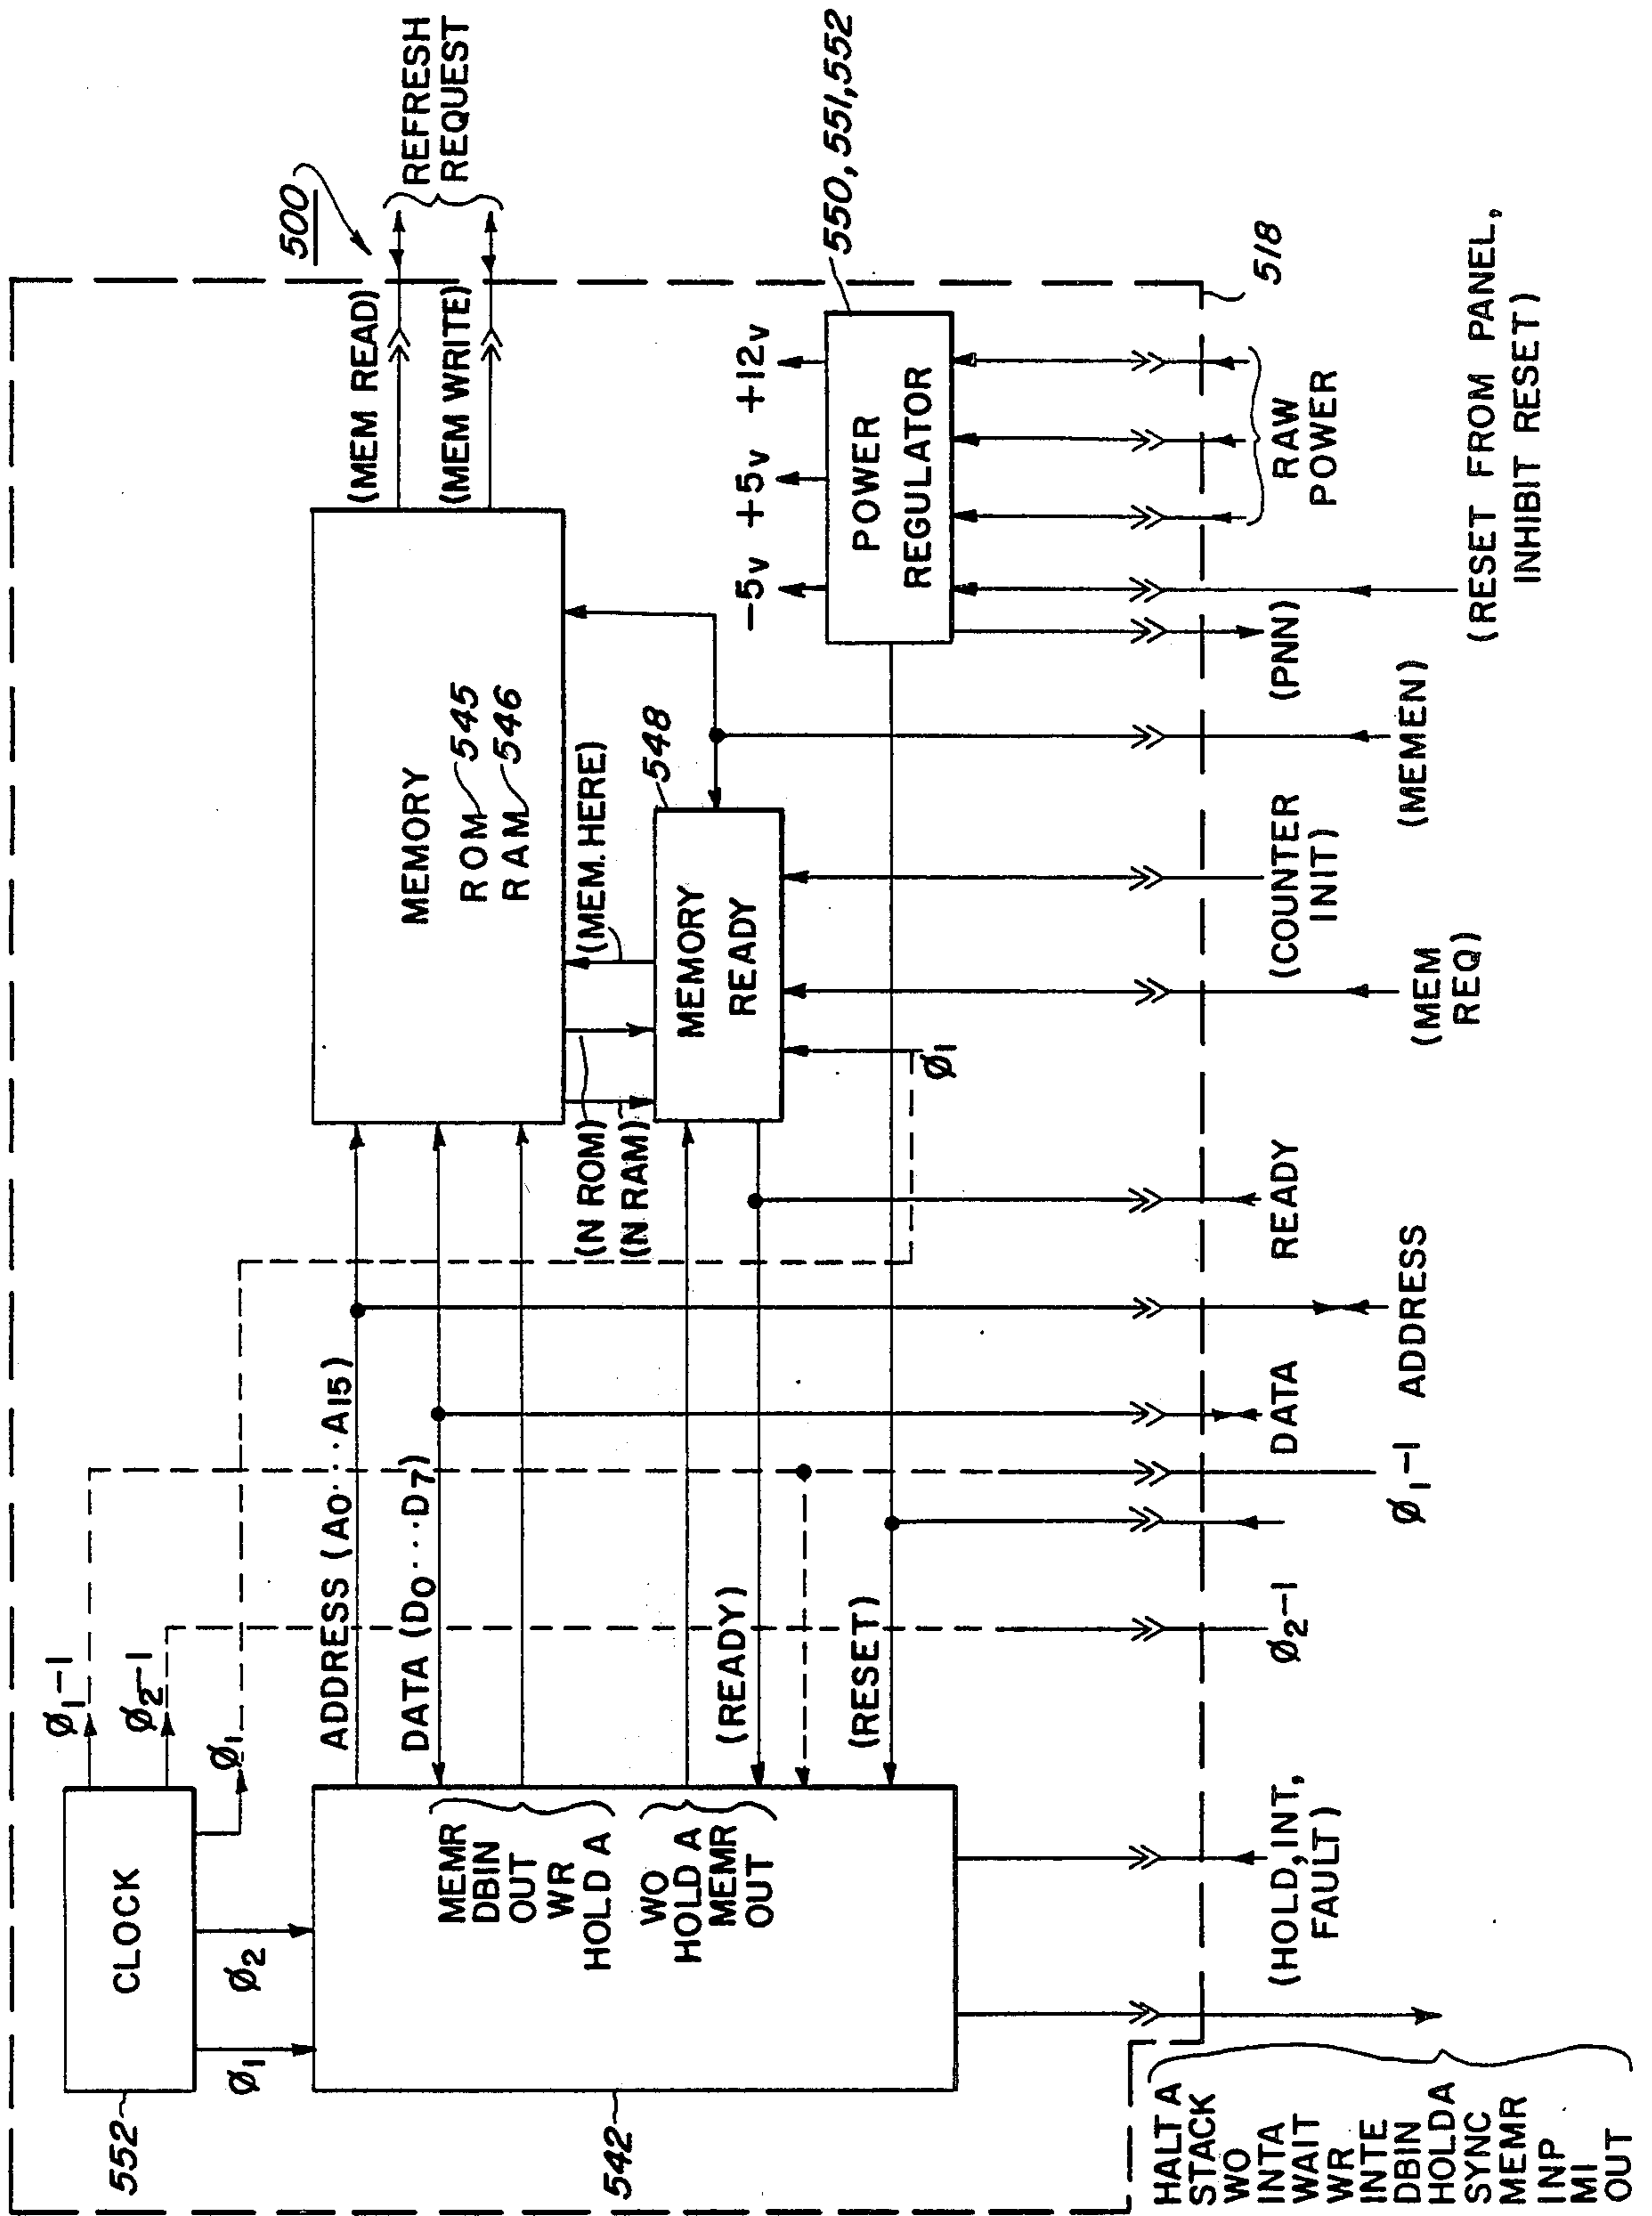 500
REFRESH
REQUEST
(MEM READ)
(MEM WRITE)
MEMORY
ROM 545
RAM 546
(MEM. HERE)
548
MEMORY
READY
(N ROM)
(N RAM)
Ø1
-5v +5v +12v
550, 551, 552
POWER
REGULATOR
518
RAW
POWER
(RESET FROM PANEL,
INHIBIT RESET)
(PNN)
(MEMEN)
(COUNTER
INIT)
(MEM
REQ)
READY
ADDRESS
DATA
Ø1-1
Ø2-1
(HOLD, INT,
FAULT)
552
CLOCK
Ø1-1
Ø2-1
Ø1
Ø2
Ø1
ADDRESS (A0...A15)
DATA (D0...D7)
(READY)
(RESET)
MEMR
DBIN
OUT
WR
HOLD A
WO
HOLD A
MEMR
OUT
542
HALT A
STACK
WO
INTA
WAIT
WR
INTE
DBIN
HOLDA
SYNC
MEMR
INP
MI
OUT